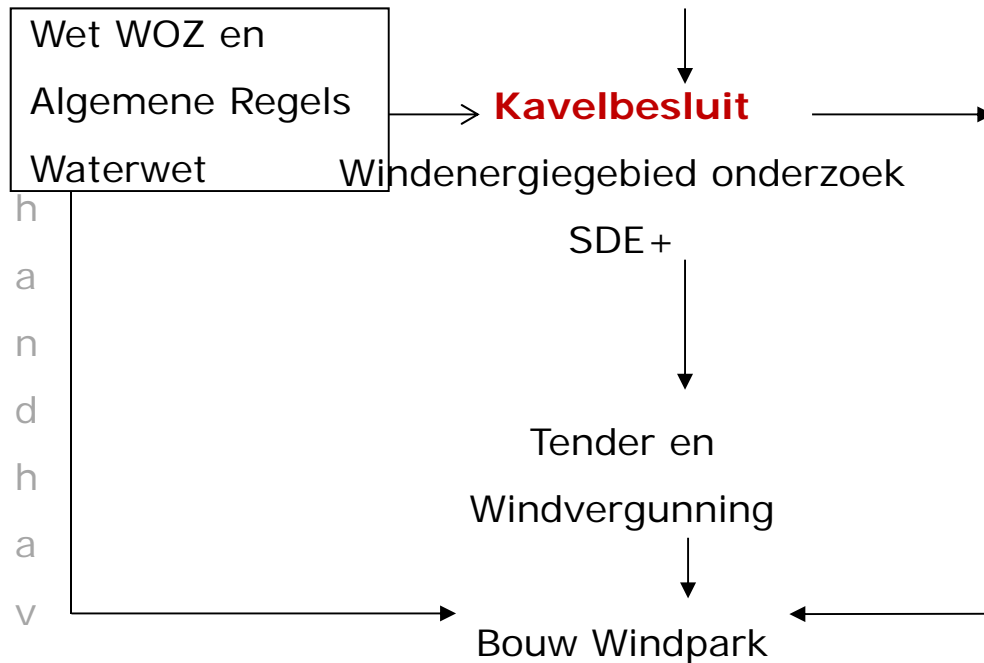 Wet WOZ en
Algemene Regels
Waterwet
Kavelbesluit
Windenergiegebied onderzoek
SDE+
Tender en
Windvergunning
Bouw Windpark
h
a
n
d
h
a
v